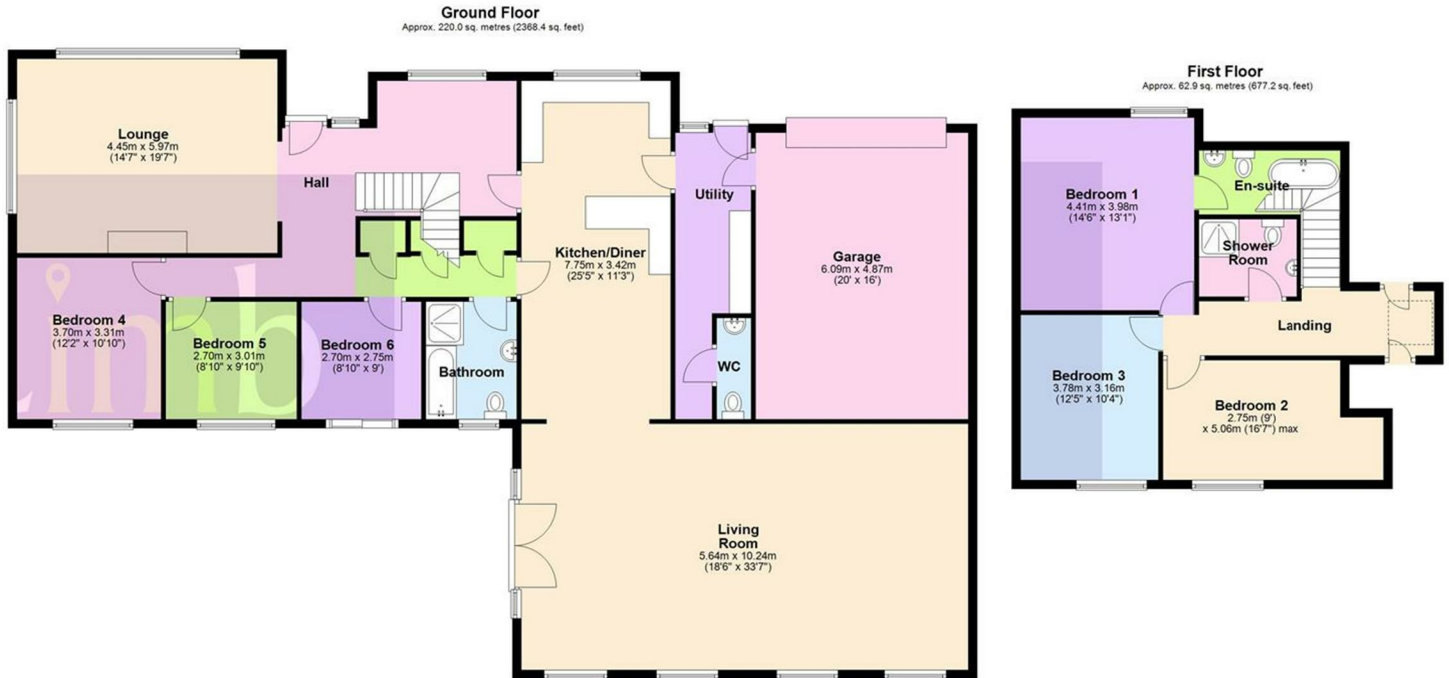 Ground Floor
Approx. 220.0 sq. metres (2368.4 sq. feet)
Lounge
4.45m x 5.97m
(14'7" x 19'7")
Hall
Kitchen/Diner
7.75m x 3.42m
(25'5" x 11'3")
Utility
Garage
6.09m x 4.87m
(20' x 16')
Bedroom 4
3.70m x 3.31m
(12'2" x 10'10")
Bedroom 5
2.70m x 3.01m
(8'10" x 9'10")
Bedroom 6
2.70m x 2.75m
(8'10" x 9')
Bathroom
WC
Living
Room
5.64m x 10.24m
(18'6" x 33'7")
First Floor
Approx. 62.9 sq. metres (677.2 sq. feet)
Bedroom 1
4.41m x 3.98m
(14'6" x 13'1")
En-suite
Shower
Room
Landing
Bedroom 3
3.78m x 3.16m
(12'5" x 10'4")
Bedroom 2
2.75m (9')
x 5.06m (16'7") max